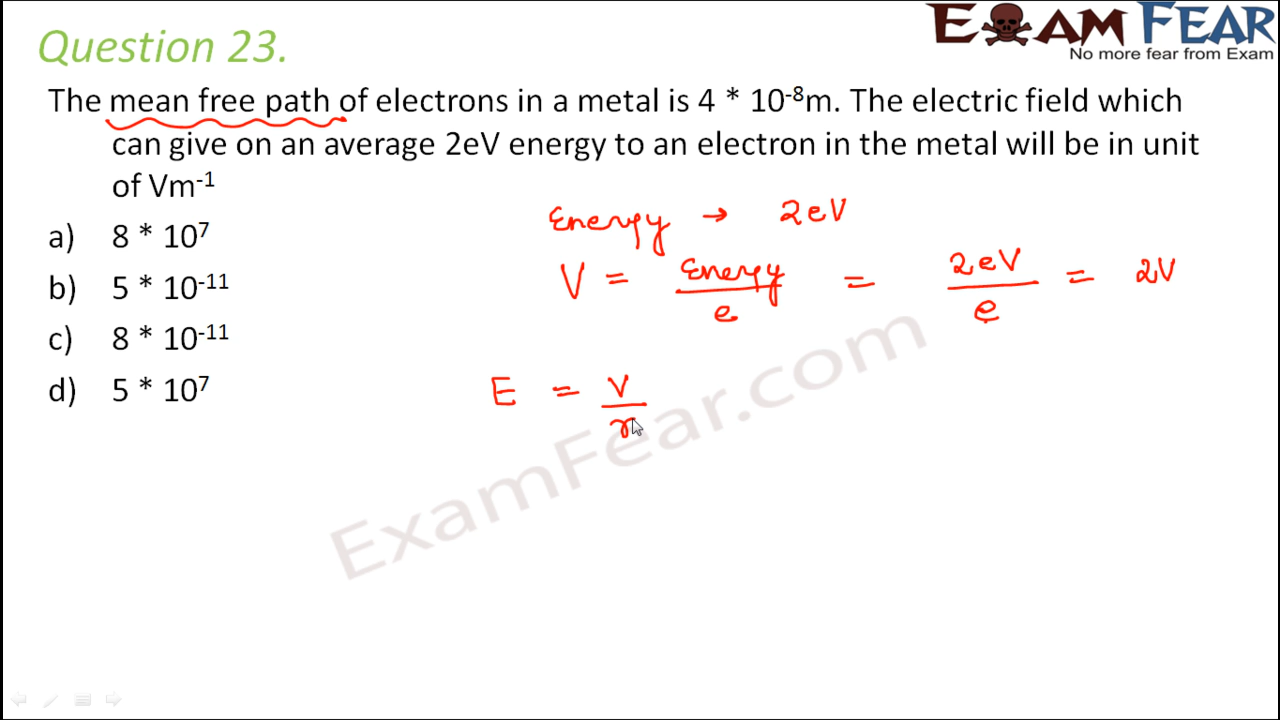 Question 23.
EXAM FEAR
No more fear from Exam
The mean free path of electrons in a metal is 4 * 10⁻⁸m. The electric field which
can give on an average 2eV energy to an electron in the metal will be in unit
of Vm⁻¹
Energy → 2eV
a) 8 * 10⁷
V = Energy/e = 2eV/e = 2V
b) 5 * 10⁻¹¹
c) 8 * 10⁻¹¹
d) 5 * 10⁷
E = V/r
ExamFear.com